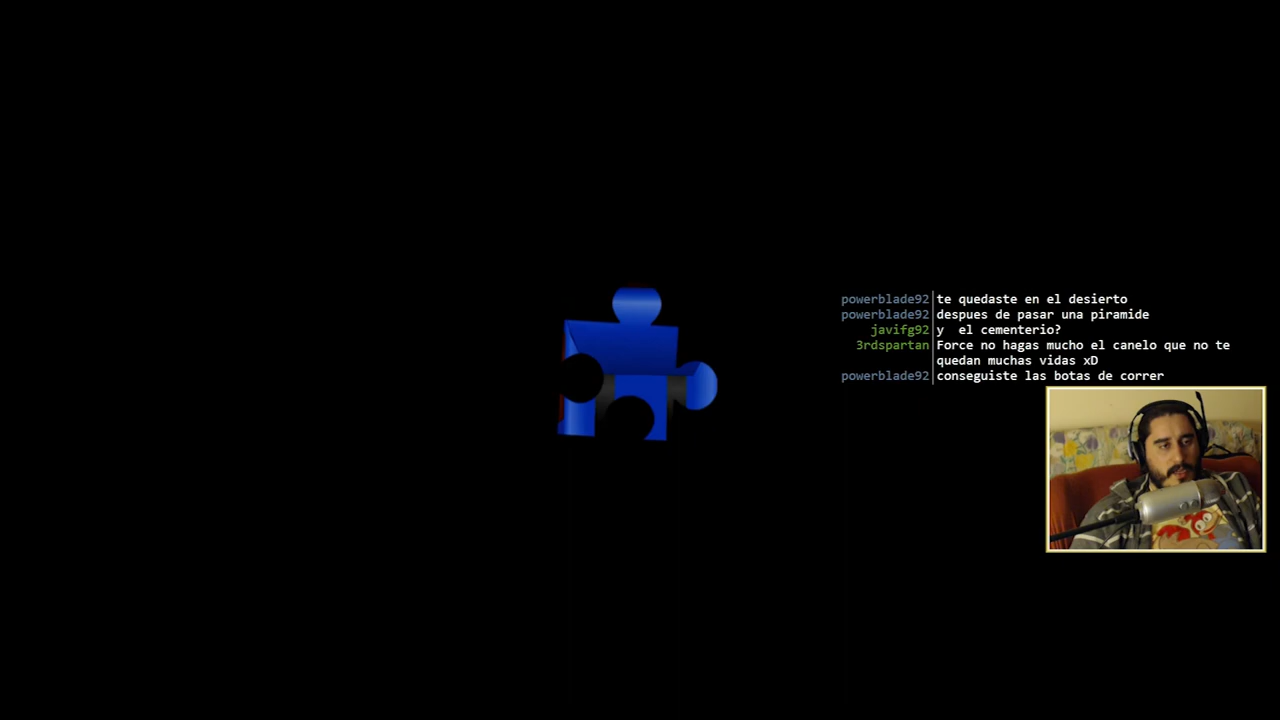 powerblade92 te quedaste en el desierto
powerblade92 despues de pasar una piramide
javifg92 y  el cementerio?
3rdspartan Force no hagas mucho el canelo que no te
quedan muchas vidas xD
powerblade92 conseguiste las botas de correr